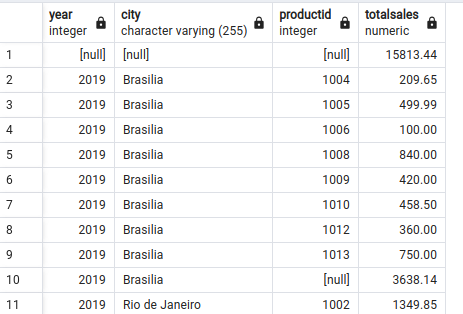 year city productid totalsales
integer character varying (255) integer numeric
1 [null] [null] [null] 15813.44
2 2019 Brasilia 1004 209.65
3 2019 Brasilia 1005 499.99
4 2019 Brasilia 1006 100.00
5 2019 Brasilia 1008 840.00
6 2019 Brasilia 1009 420.00
7 2019 Brasilia 1010 458.50
8 2019 Brasilia 1012 360.00
9 2019 Brasilia 1013 750.00
10 2019 Brasilia [null] 3638.14
11 2019 Rio de Janeiro 1002 1349.85